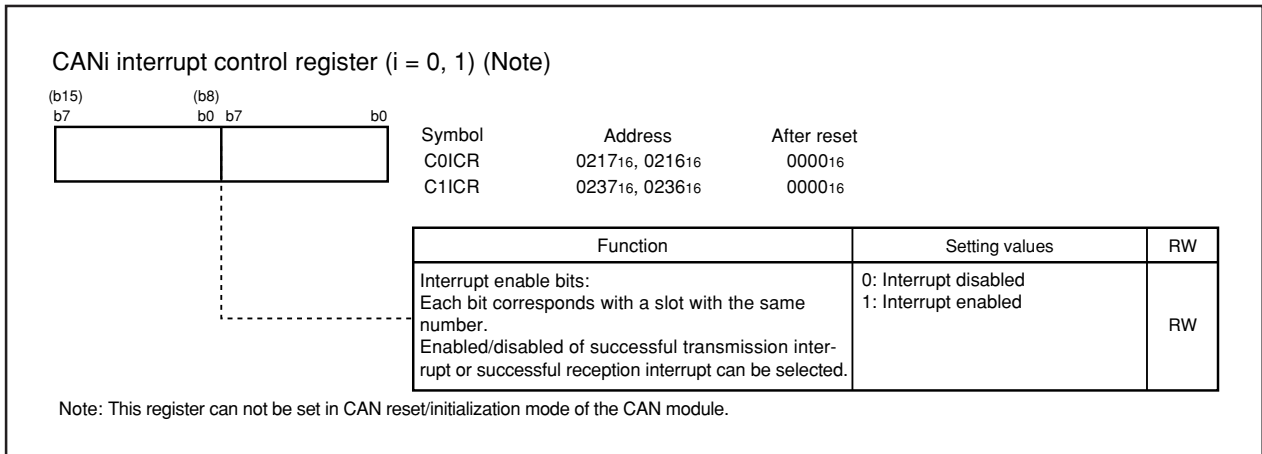 CANi interrupt control register (i = 0, 1) (Note)
(b15) (b8)
b7 b0 b7 b0
Symbol Address After reset
C0ICR 021716, 021616 000016
C1ICR 023716, 023616 000016
Function Setting values RW
Interrupt enable bits: 0: Interrupt disabled
Each bit corresponds with a slot with the same 1: Interrupt enabled
number. RW
Enabled/disabled of successful transmission inter-
rupt or successful reception interrupt can be selected.
Note: This register can not be set in CAN reset/initialization mode of the CAN module.